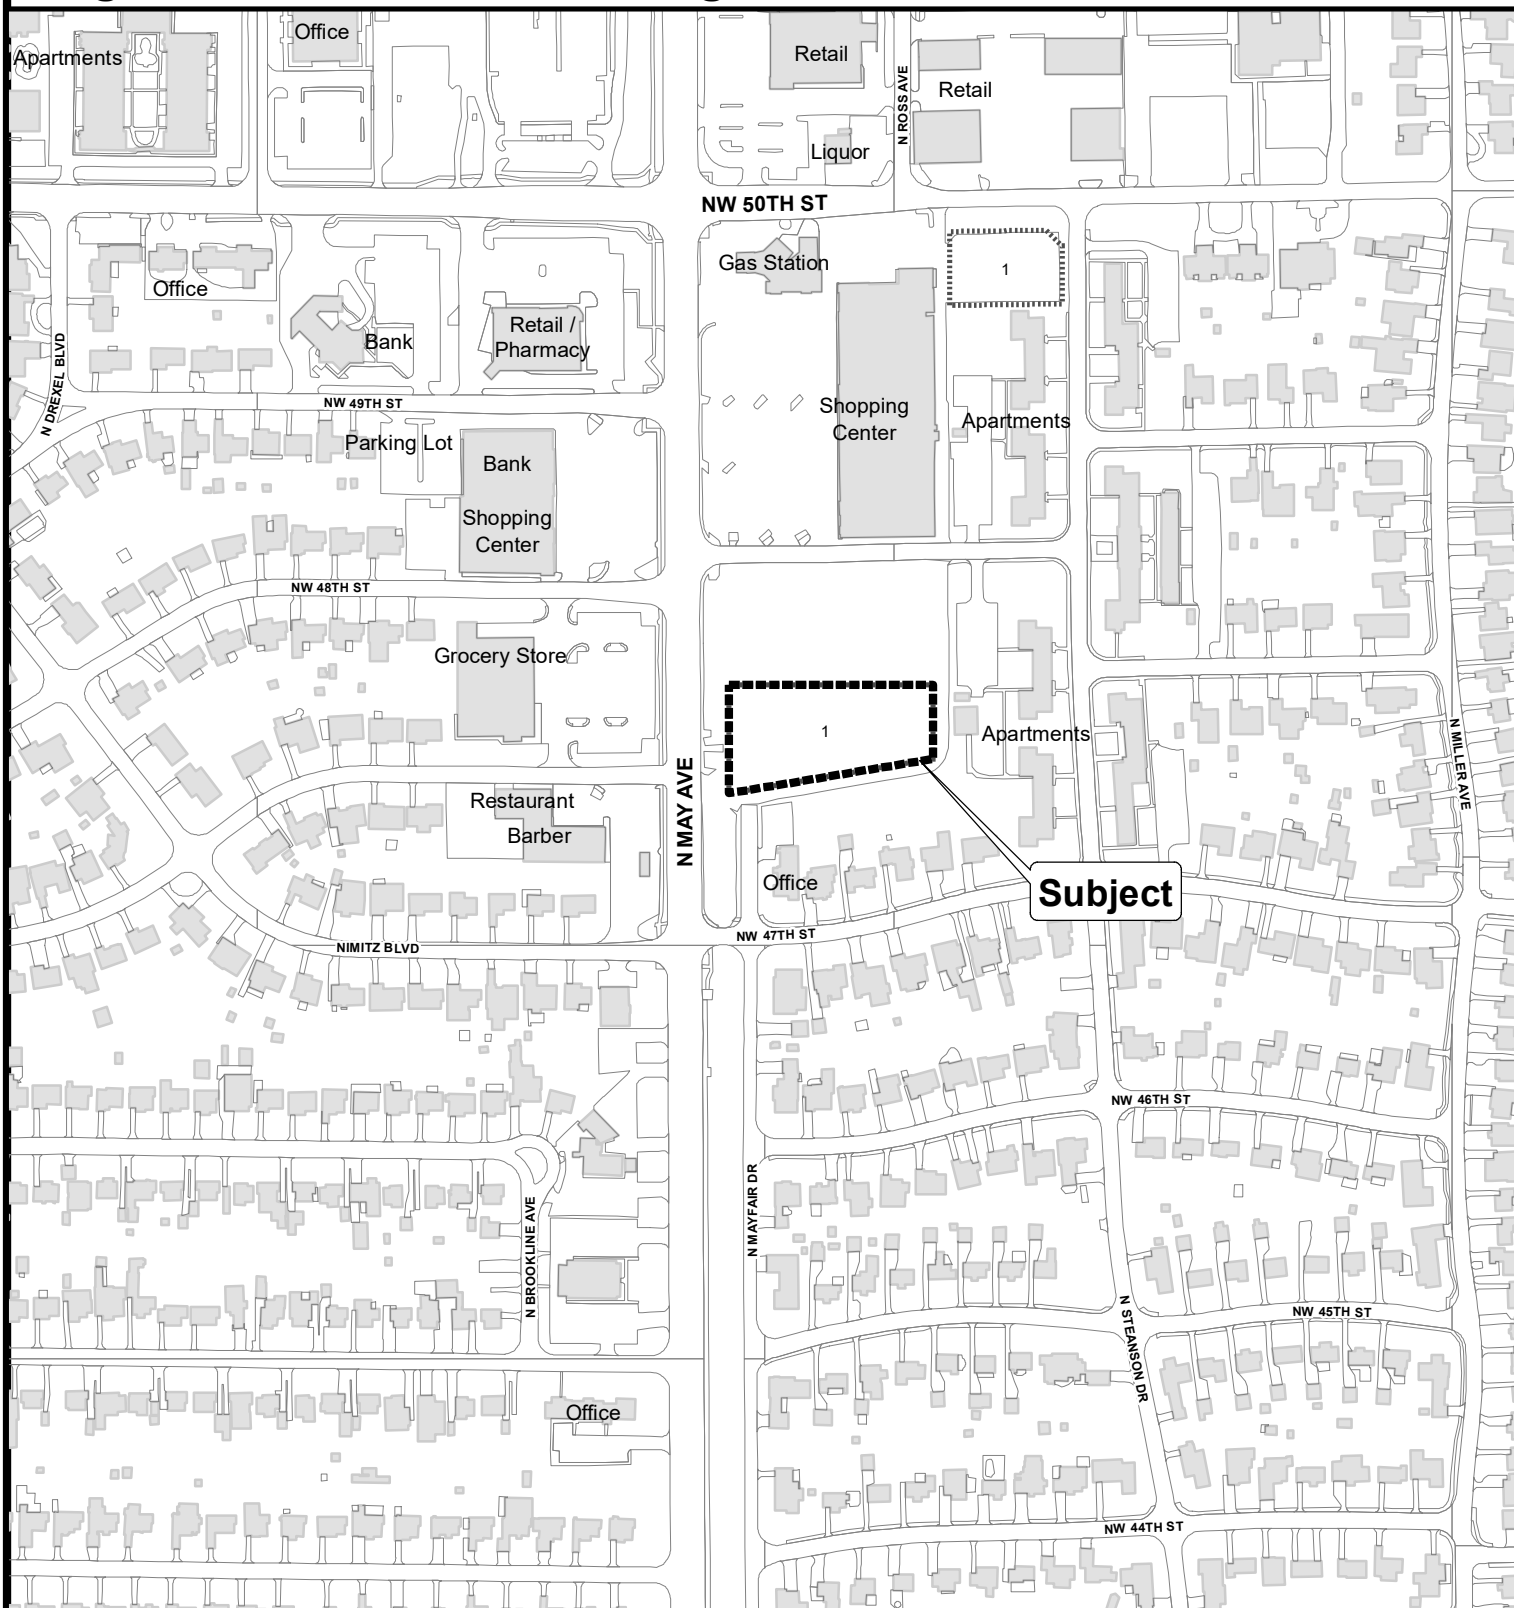 Office
Apartments
Retail
Retail
N ROSS AVE
Liquor
NW 50TH ST
Gas Station
1
Office
Retail /
Pharmacy
Bank
N DREXEL BLVD
NW 49TH ST
Shopping
Center
Apartments
Parking Lot
Bank
Shopping
Center
NW 48TH ST
Grocery Store
1
Apartments
N MILLER AVE
N MAY AVE
Restaurant
Barber
Office
Subject
NW 47TH ST
NIMITZ BLVD
NW 46TH ST
N MAYFAIR DR
N BROOKLINE AVE
N STEANSON DR
NW 45TH ST
Office
NW 44TH ST